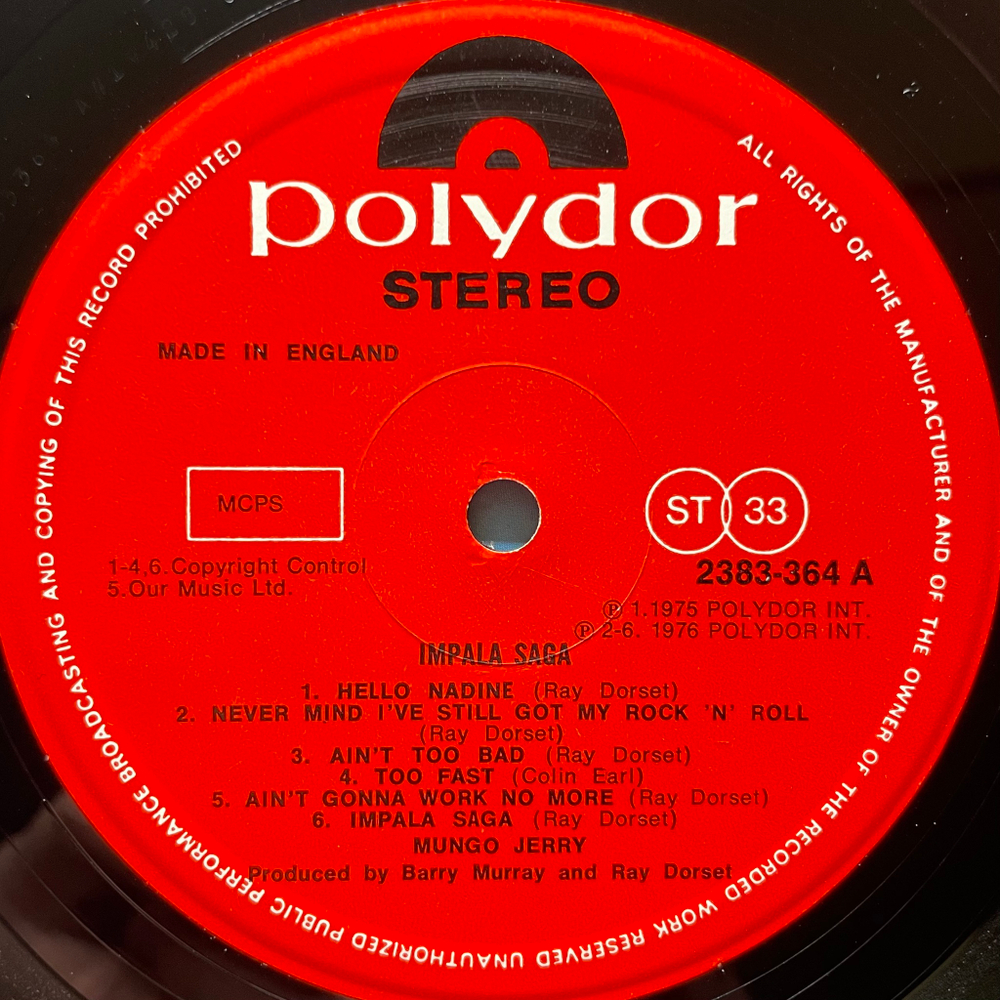 polydor
STEREO
MADE IN ENGLAND
MCPS
ST 33
1-4,6. Copyright Control
5. Our Music Ltd.
2383-364 A
℗ 1. 1975 POLYDOR INT.
℗ 2-6. 1976 POLYDOR INT.
IMPALA SAGA
1. HELLO NADINE (Ray Dorset)
2. NEVER MIND I'VE STILL GOT MY ROCK 'N' ROLL
(Ray Dorset)
3. AIN'T TOO BAD (Ray Dorset)
4. TOO FAST (Colin Earl)
5. AIN'T GONNA WORK NO MORE (Ray Dorset)
6. IMPALA SAGA (Ray Dorset)
MUNGO JERRY
Produced by Barry Murray and Ray Dorset
ALL RIGHTS OF THE MANUFACTURER AND OF THE OWNER OF THE RECORDED WORK RESERVED UNAUTHORIZED PUBLIC PERFORMANCE BROADCASTING AND COPYING OF THIS RECORD PROHIBITED